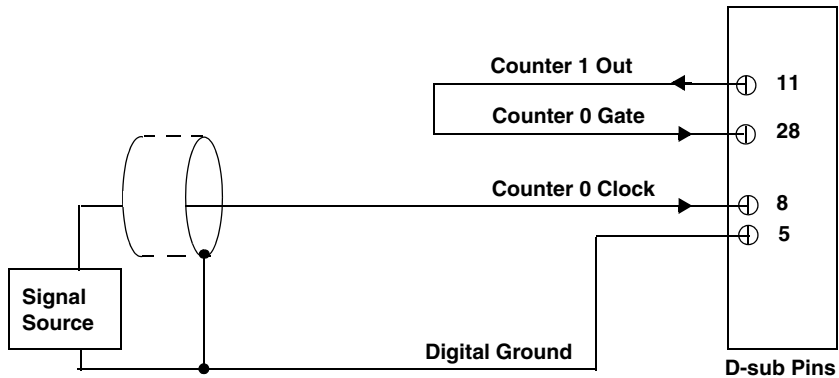 Counter 1 Out
11
Counter 0 Gate
28
Counter 0 Clock
8
5
Signal
Source
Digital Ground
D-sub Pins